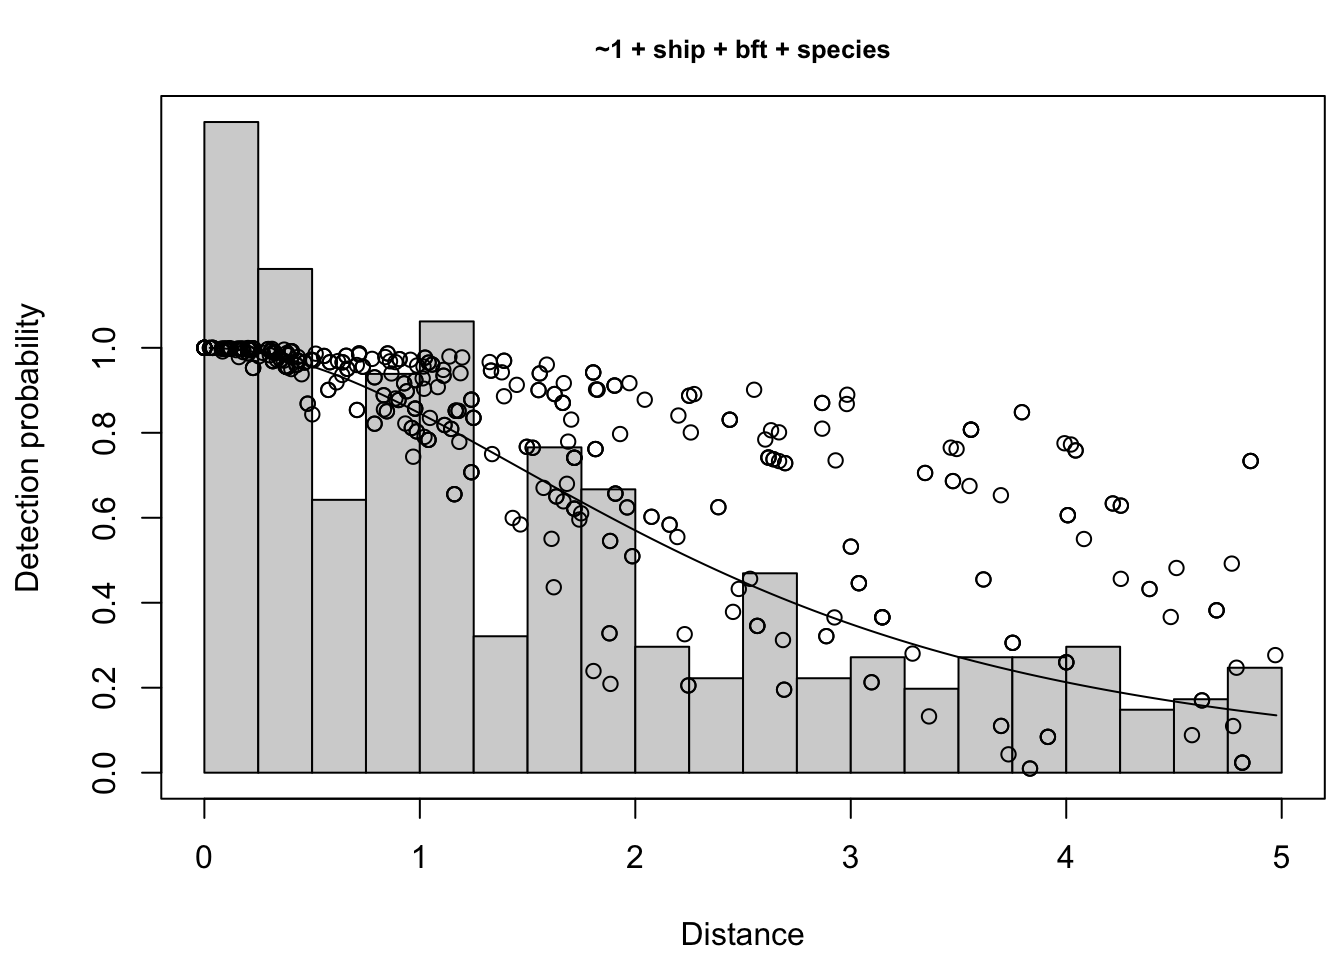 ~1 + ship + bft + species
Detection probability
1.0
0.8
0.6
0.4
0.2
0.0
0 1 2 3 4 5
Distance